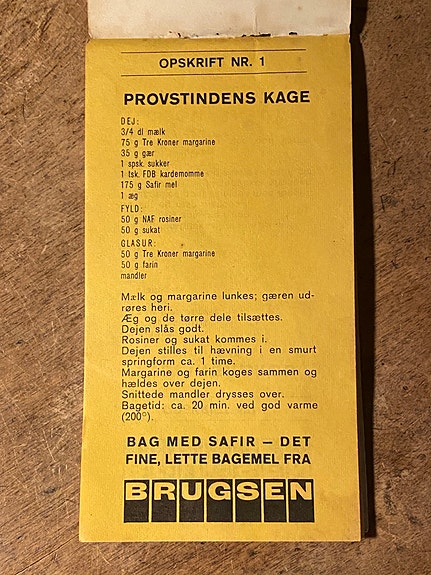 OPSKRIFT NR. 1
PROVSTINDENS KAGE
DEJ:
3/4 dl mælk
75 g Tre Kroner margarine
35 g gær
1 spsk. sukker
1 tsk. FDB kardemomme
175 g Safir mel
1 æg
FYLD:
50 g NAF rosiner
50 g sukat
GLASUR:
50 g Tre Kroner margarine
50 g farin
mandler
Mælk og margarine lunkes; gæren ud-
røres heri.
Æg og de tørre dele tilsættes.
Dejen slås godt.
Rosiner og sukat kommes i.
Dejen stilles til hævning i en smurt
springform ca. 1 time.
Margarine og farin koges sammen og
hældes over dejen.
Snittede mandler drysses over.
Bagetid: ca. 20 min. ved god varme
(200°).
BAG MED SAFIR — DET
FINE, LETTE BAGEMEL FRA
BRUGSEN